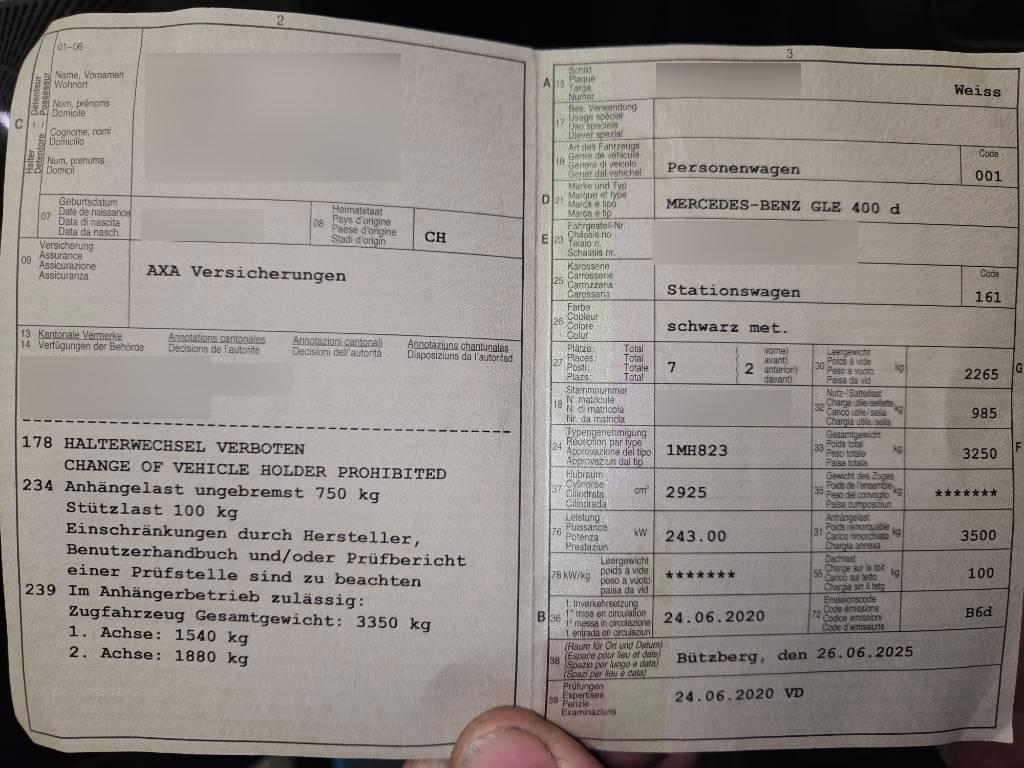 2
01-06
C
Halter
Detentore
Détenteur
Possessur
Name, Vornamen
Wohnort
Nom, prénoms
Domicile
Cognome, nomi
Domicilio
Num, prenums
Domicil
07
Geburtsdatum
Date de naissance
Data di nascita
Data da nasch.
08
Heimatstaat
Pays d'origine
Paese d'origine
Stadi d'origin
CH
09
Versicherung
Assurance
Assicurazione
Assicuranza
AXA Versicherungen
13 Kantonale Vermerke Annotations cantonales Annotazioni cantonali Annotaziuns chantunalas
14 Verfügungen der Behörde Décisions de l'autorité Decisioni dell'autorità Disposiziuns da l'autoritad
178 HALTERWECHSEL VERBOTEN
CHANGE OF VEHICLE HOLDER PROHIBITED
234 Anhängelast ungebremst 750 kg
Stützlast 100 kg
Einschränkungen durch Hersteller,
Benutzerhandbuch und/oder Prüfbericht
einer Prüfstelle sind zu beachten
239 Im Anhängerbetrieb zulässig:
Zugfahrzeug Gesamtgewicht: 3350 kg
1. Achse: 1540 kg
2. Achse: 1880 kg
3
A 15
Schild
Plaque
Targa
Numer
Weiss
17
Bes. Verwendung
Usage spécial
Uso speciale
Diever spezial
19
Art des Fahrzeugs
Genre de véhicule
Genere di veicolo
Gener dal vehichel
Personenwagen
Code
001
D 21
Marke und Typ
Marque et type
Marca e tipo
Marca e tip
MERCEDES-BENZ GLE 400 d
E 23
Fahrgestell-Nr.
Châssis no
Telaio n.
Schassis nr.
25
Karosserie
Carrosserie
Carrozzeria
Carossaria
Stationswagen
Code
161
26
Farbe
Couleur
Colore
Colur
schwarz met.
27
Plätze: Total
Places: Total
Posti: Totale
Plazs: Total
7
2
vorne)
avant)
anteriori)
davant)
30
Leergewicht
Poids à vide
Peso a vuoto
Paisa da vid
kg
2265
G
18
Stammnummer
N° matricule
N. di matricola
Nr. da matricla
32
Nutz-/Sattellast
Charge utile/sellette
Carico utile/sella
Chargia utila/sella
kg
985
24
Typengenehmigung
Réception par type
Approvazione del tipo
Approvaziun dal tip
1MH823
33
Gesamtgewicht
Poids total
Peso totale
Paisa totala
kg
3250
F
37
Hubraum
Cylindrée
Cilindrata
Cilindrada
cm³
2925
35
Gewicht des Zuges
Poids de l'ensemble
Peso del convoglio
Paisa cumposiziun
kg
*******
76
Leistung
Puissance
Potenza
Prestaziun
kW
243.00
31
Anhängelast
Poids remorquable
Carico rimorchiato
Chargia annexa
kg
3500
78 kW/kg
Leergewicht
poids à vide
peso a vuoto
paisa da vid
*******
55
Dachlast
Charge sur le toit
Carico sul tetto
Chargia sin il tetg
kg
100
B 36
1. Inverkehrsetzung
1re mise en circulation
1a messa in circolazione
1. entrada en circulaziun
24.06.2020
72
Emissionscode
Code émissions
Codice emissioni
Code d'emissiuns
B6d
38
(Raum für Ort und Datum)
(Espace pour lieu et date)
(Spazio per luogo e data)
(Spazi per lieu e data)
Bützberg, den 26.06.2025
39
Prüfungen
Expertises
Perizie
Examinaziuns
24.06.2020 VD